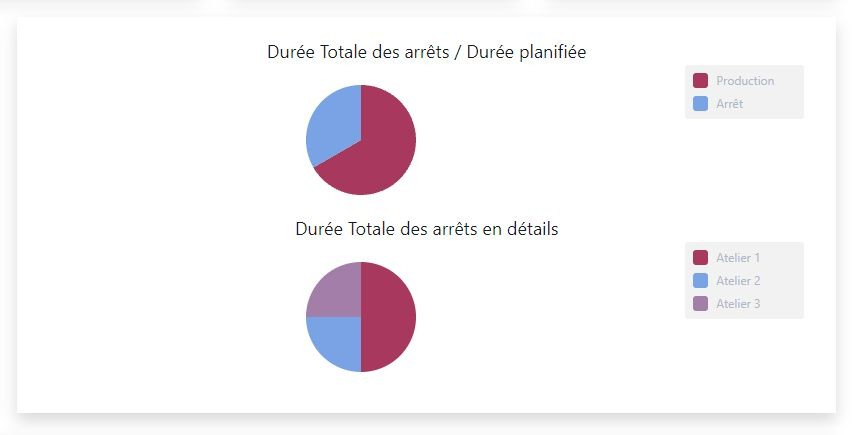 Durée Totale des arrêts / Durée planifiée
Production
Arrêt
Durée Totale des arrêts en détails
Atelier 1
Atelier 2
Atelier 3